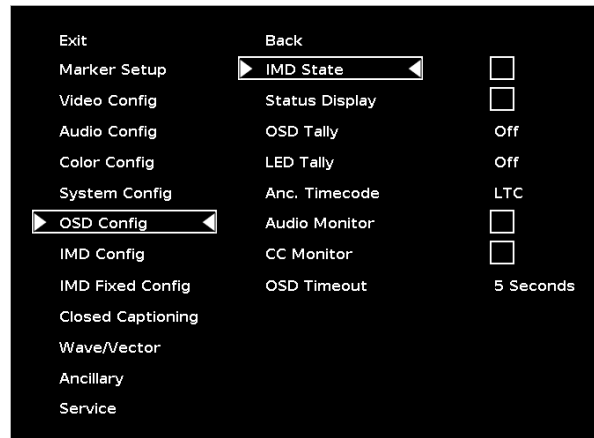 Exit
Back
Marker Setup
IMD State
Video Config
Status Display
Audio Config
OSD Tally Off
Color Config
LED Tally Off
System Config
Anc. Timecode LTC
OSD Config
Audio Monitor
IMD Config
CC Monitor
IMD Fixed Config
OSD Timeout 5 Seconds
Closed Captioning
Wave/Vector
Ancillary
Service